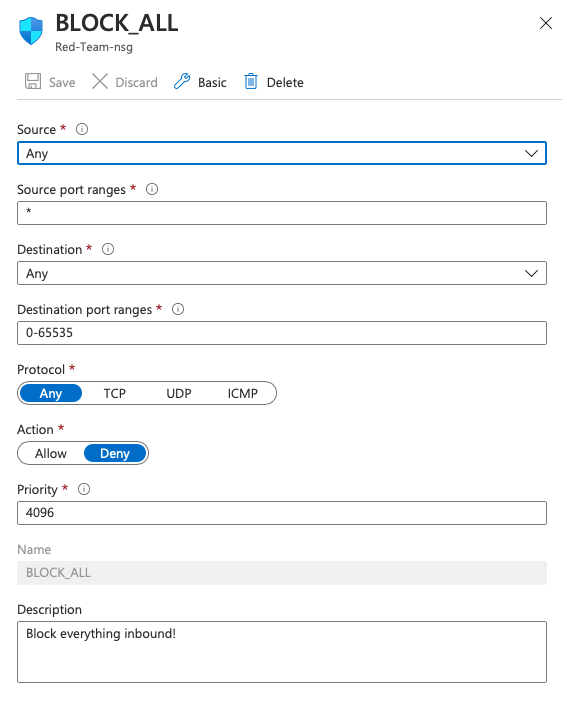 BLOCK_ALL
Red-Team-nsg
Save Discard Basic Delete
Source *
Any
Source port ranges *
*
Destination *
Any
Destination port ranges *
0-65535
Protocol *
Any TCP UDP ICMP
Action *
Allow Deny
Priority *
4096
Name
BLOCK_ALL
Description
Block everything inbound!